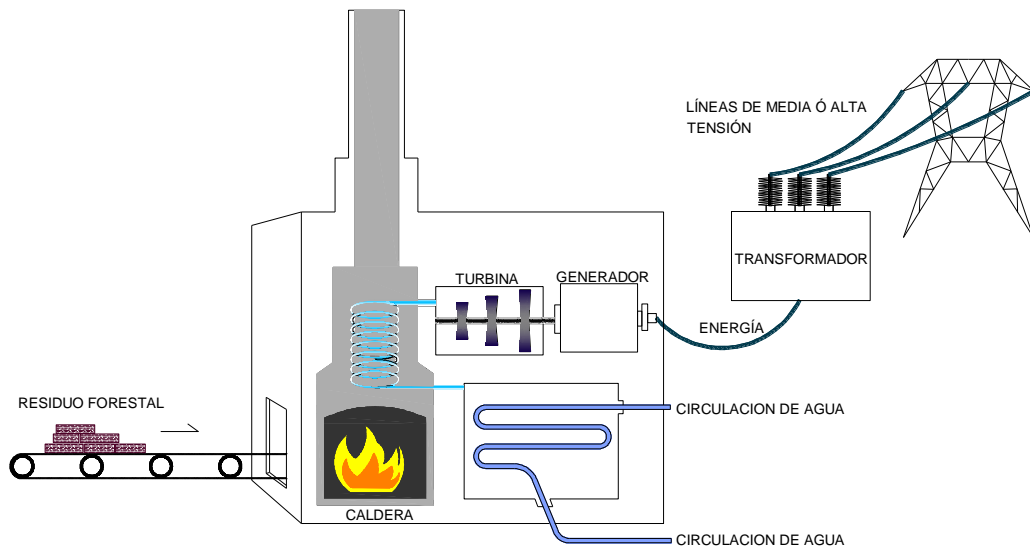 LÍNEAS DE MEDIA Ó ALTA
TENSIÓN
TRANSFORMADOR
TURBINA
GENERADOR
ENERGÍA
RESIDUO FORESTAL
CIRCULACION DE AGUA
CALDERA
CIRCULACION DE AGUA